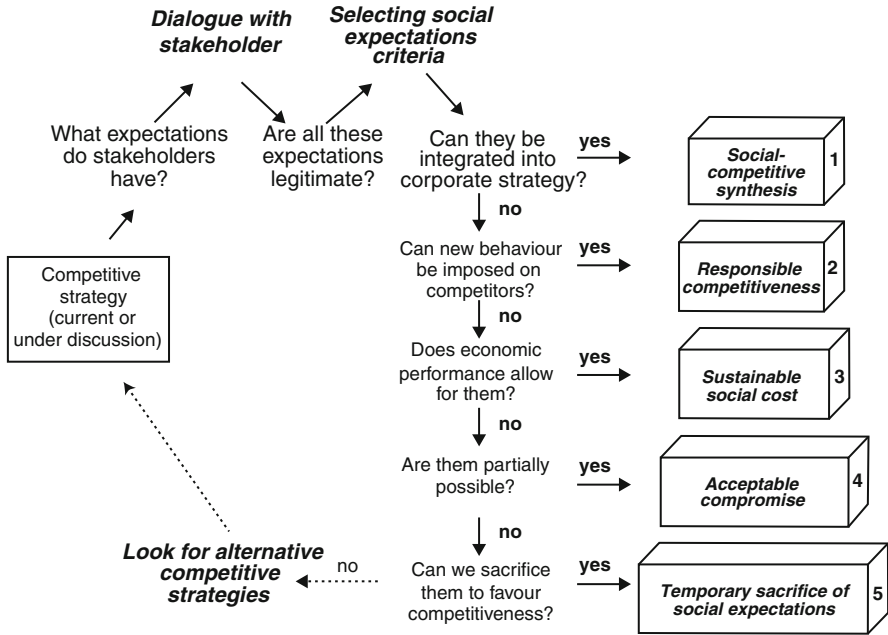 Dialogue with
stakeholder
Selecting social
expectations
criteria
What expectations
do stakeholders
have?
Are all these
expectations
legitimate?
Can they be
integrated into
corporate strategy?
yes
Social-
competitive
synthesis
1
no
Competitive
strategy
(current or
under discussion)
Can new behaviour
be imposed on
competitors?
yes
Responsible
competitiveness
2
no
Does economic
performance allow
for them?
yes
Sustainable
social cost
3
no
Are them partially
possible?
yes
Acceptable
compromise
4
no
Can we sacrifice
them to favour
competitiveness?
yes
Temporary sacrifice of
social expectations
5
no
Look for alternative
competitive
strategies